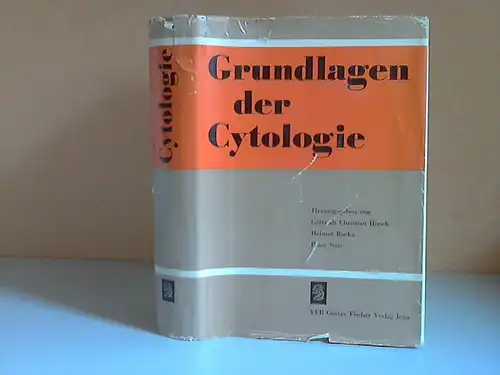 Cytologie
Grundlagen
der
Cytologie
Herausgegeben von
Gottwalt Christian Hirsch
Helmut Ruska
Peter Sitte
VEB Gustav Fischer Verlag Jena